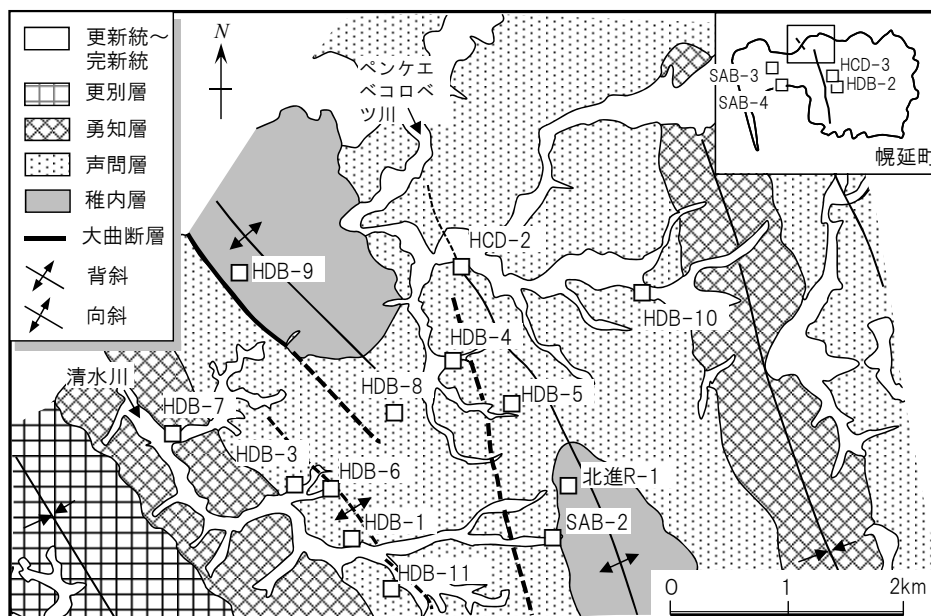 更新統～
完新統
更別層
勇知層
声問層
稚内層
大曲断層
背斜
向斜
N
ペンケエ
ベコロベ
ツ川
SAB-3
SAB-4
HCD-3
HDB-2
幌延町
HDB-9
HCD-2
HDB-10
HDB-4
HDB-8
HDB-5
清水川
HDB-7
HDB-3
HDB-6
HDB-1
HDB-11
北進R-1
SAB-2
0 1 2km